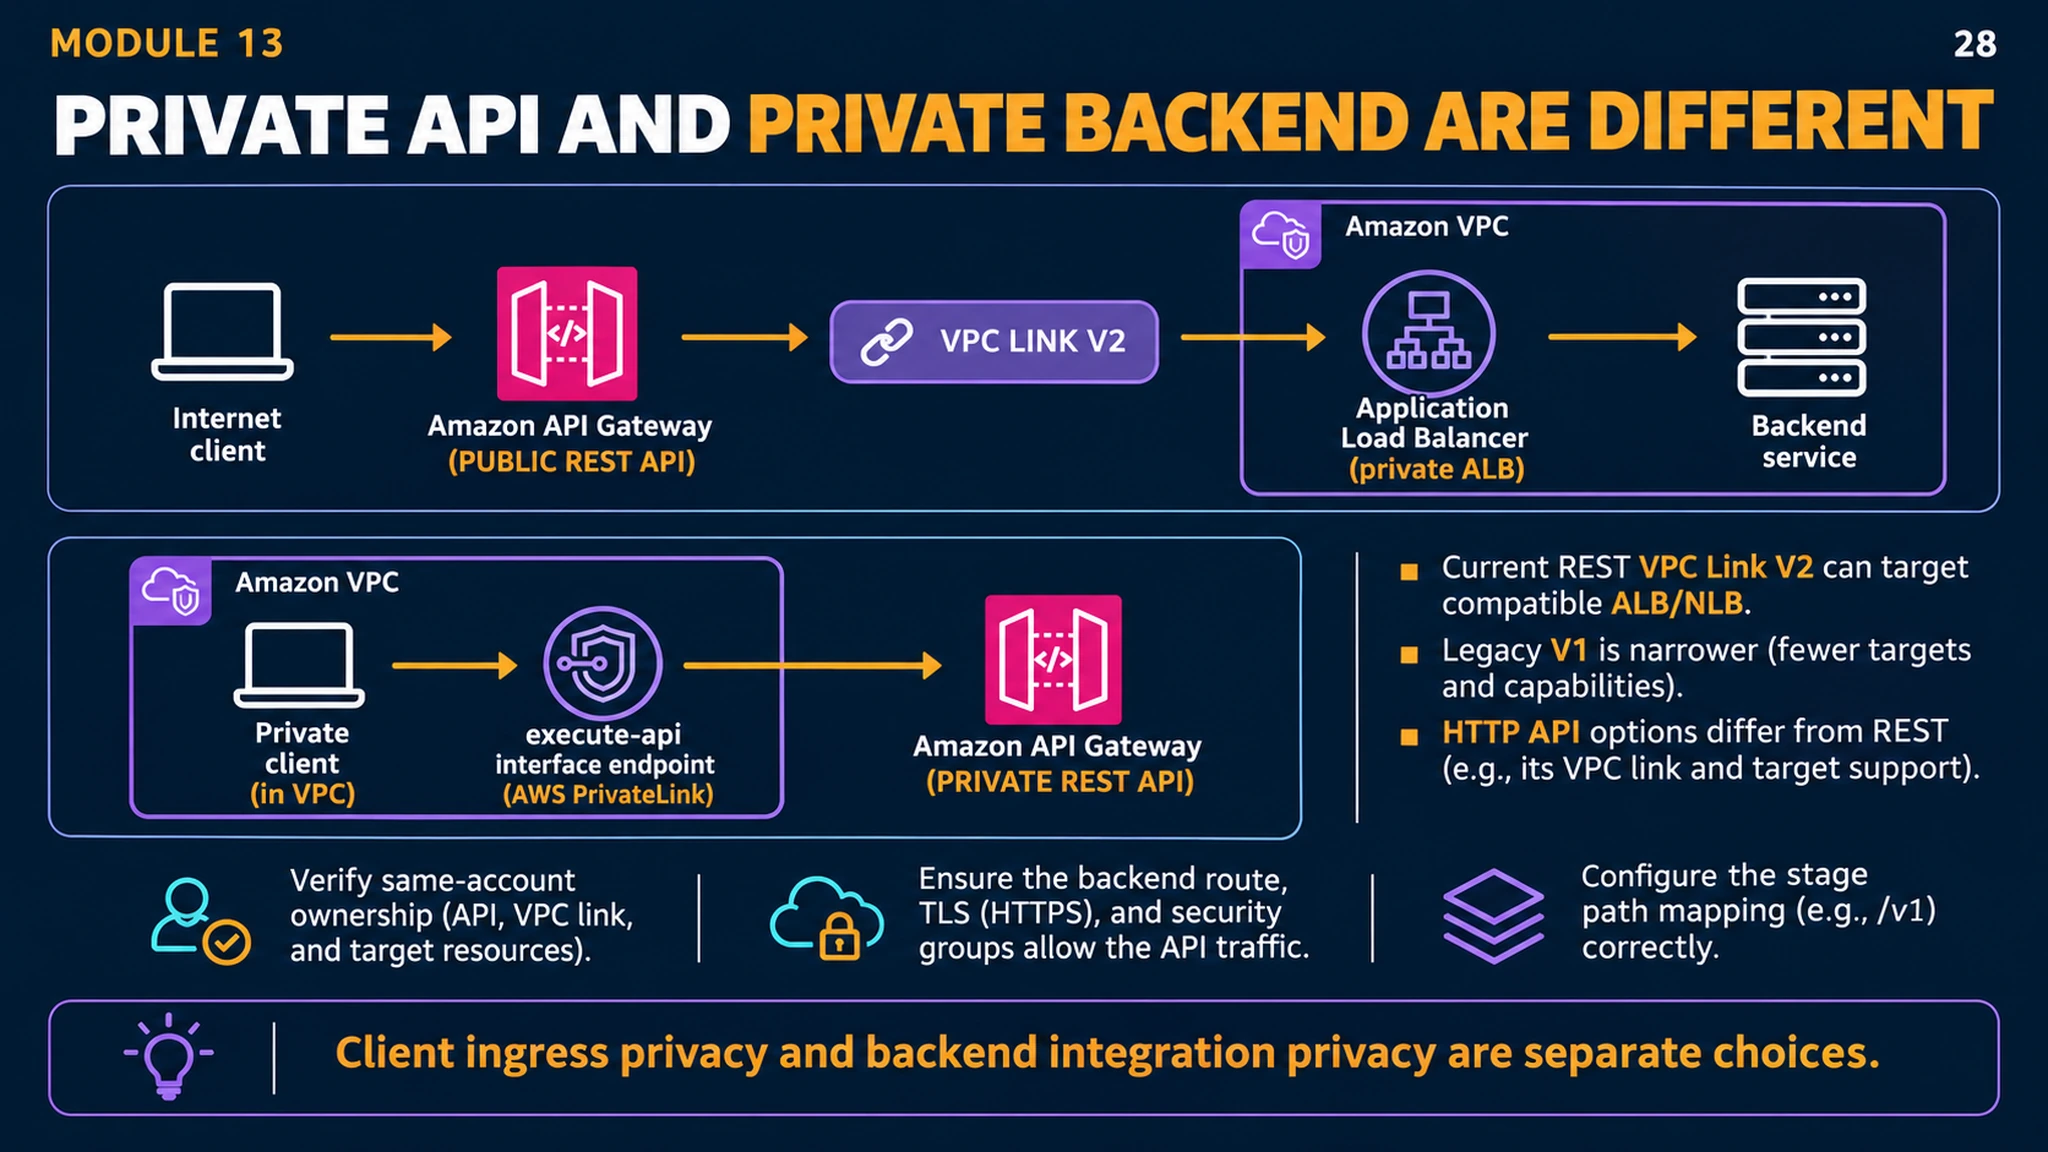 MODULE 13
28
PRIVATE API AND PRIVATE BACKEND ARE DIFFERENT
Internet
client
Amazon API Gateway
(PUBLIC REST API)
VPC LINK V2
Amazon VPC
Application
Load Balancer
(private ALB)
Backend
service
Amazon VPC
Private
client
(in VPC)
execute-api
interface endpoint
(AWS PrivateLink)
Amazon API Gateway
(PRIVATE REST API)
Current REST VPC Link V2 can target
compatible ALB/NLB.
Legacy V1 is narrower (fewer targets
and capabilities).
HTTP API options differ from REST
(e.g., its VPC link and target support).
Verify same-account
ownership (API, VPC link,
and target resources).
Ensure the backend route,
TLS (HTTPS), and security
groups allow the API traffic.
Configure the stage
path mapping (e.g., /v1)
correctly.
Client ingress privacy and backend integration privacy are separate choices.